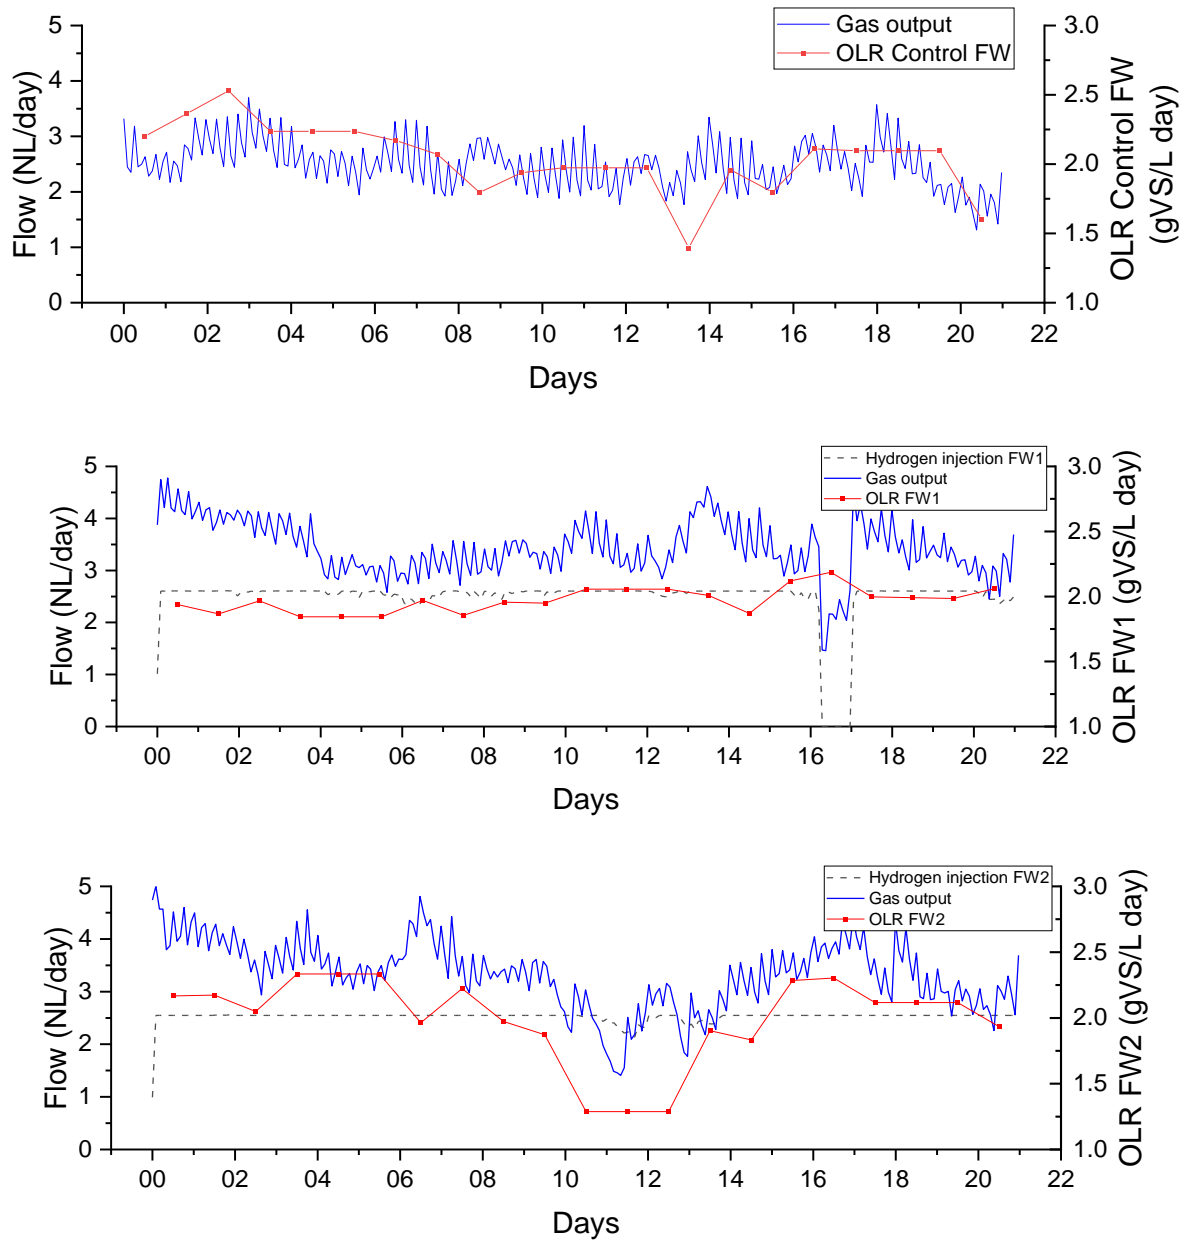 Gas output
OLR Control FW
Flow (NL/day)
5
4
3
2
1
0
3.0
2.5
2.0
1.5
1.0
OLR Control FW
(gVS/L day)
00 02 04 06 08 10 12 14 16 18 20 22
Days
Hydrogen injection FW1
Gas output
OLR FW1
Flow (NL/day)
5
4
3
2
1
0
3.0
2.5
2.0
1.5
1.0
OLR FW1 (gVS/L day)
00 02 04 06 08 10 12 14 16 18 20 22
Days
Hydrogen injection FW2
Gas output
OLR FW2
Flow (NL/day)
5
4
3
2
1
0
3.0
2.5
2.0
1.5
1.0
OLR FW2 (gVS/L day)
00 02 04 06 08 10 12 14 16 18 20 22
Days